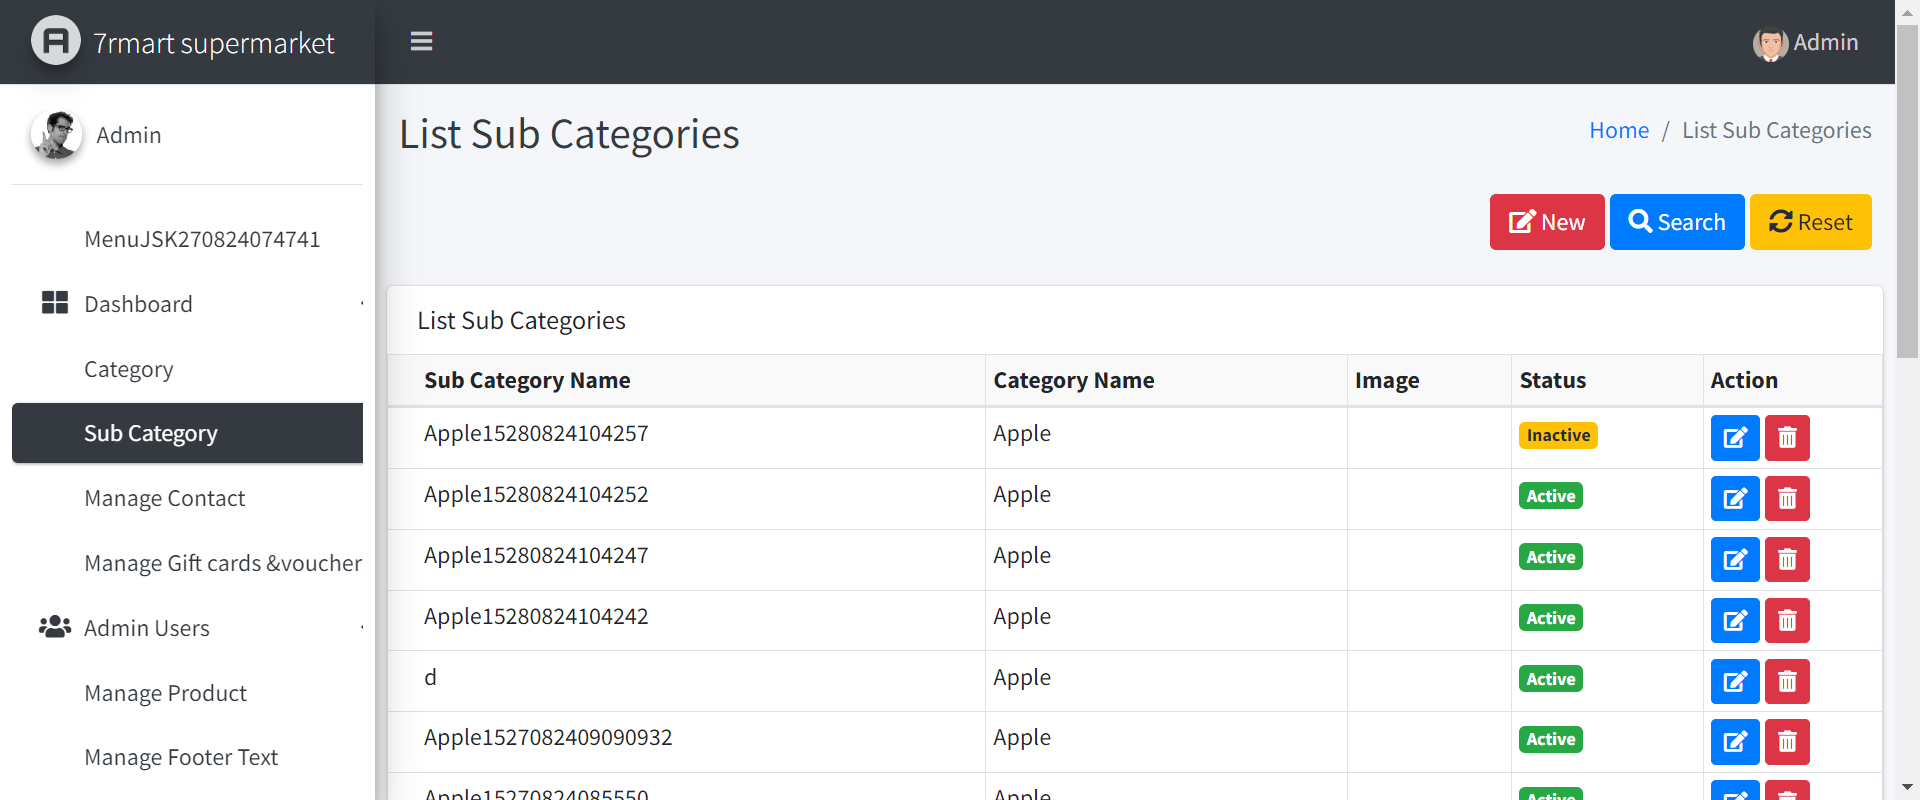 7rmart supermarket
Admin
Admin
MenuJSK270824074741
Dashboard
Category
Sub Category
Manage Contact
Manage Gift cards &voucher
Admin Users
Manage Product
Manage Footer Text
List Sub Categories
Home / List Sub Categories
New Search Reset
List Sub Categories
Sub Category Name Category Name Image Status Action
Apple15280824104257 Apple Inactive
Apple15280824104252 Apple Active
Apple15280824104247 Apple Active
Apple15280824104242 Apple Active
d Apple Active
Apple1527082409090932 Apple Active
Apple15270824085550 Apple Active